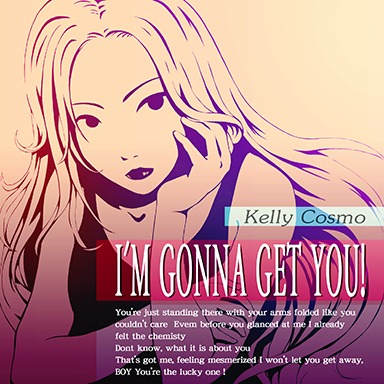 Kelly Cosmo
I'M GONNA GET YOU!
You're just standing there with your arms folded like you
couldn't care Evem before you glanced at me I already
felt the chemisty
Dont know, what it is about you
That's got me, feeling mesmerized I won't let you get away,
BOY You're the lucky one !